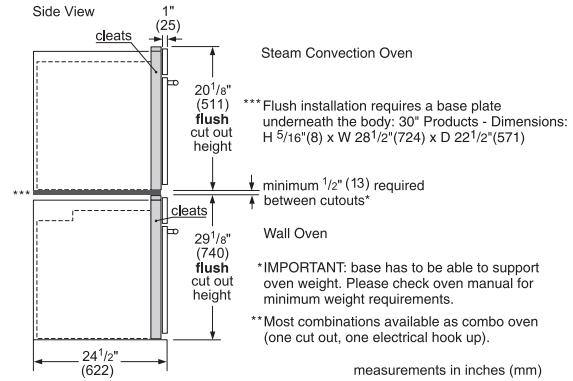 Side View
1"
(25)
cleats
Steam Convection Oven
20 1/8"
(511)
flush
cut out
height
***Flush installation requires a base plate
underneath the body: 30" Products - Dimensions:
H 5/16"(8) x W 28 1/2"(724) x D 22 1/2"(571)
***
minimum 1/2" (13) required
between cutouts*
cleats
Wall Oven
29 1/8"
(740)
flush
cut out
height
*IMPORTANT: base has to be able to support
oven weight. Please check oven manual for
minimum weight requirements.
**Most combinations available as combo oven
(one cut out, one electrical hook up).
24 1/2"
(622)
measurements in inches (mm)